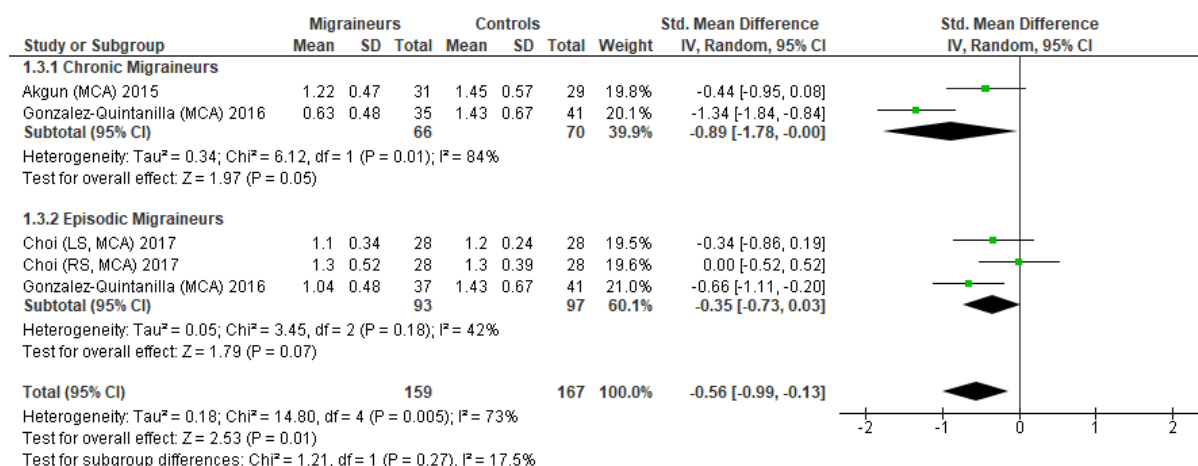 Migraineurs Controls Std. Mean Difference Std. Mean Difference
Study or Subgroup Mean SD Total Mean SD Total Weight IV, Random, 95% CI IV, Random, 95% CI
1.3.1 Chronic Migraineurs
Akgun (MCA) 2015 1.22 0.47 31 1.45 0.57 29 19.8% -0.44 [-0.95, 0.08]
Gonzalez-Quintanilla (MCA) 2016 0.63 0.48 35 1.43 0.67 41 20.1% -1.34 [-1.84, -0.84]
Subtotal (95% CI) 66 70 39.9% -0.89 [-1.78, -0.00]
Heterogeneity: Tau² = 0.34; Chi² = 6.12, df = 1 (P = 0.01); I² = 84%
Test for overall effect: Z = 1.97 (P = 0.05)
1.3.2 Episodic Migraineurs
Choi (LS, MCA) 2017 1.1 0.34 28 1.2 0.24 28 19.5% -0.34 [-0.86, 0.19]
Choi (RS, MCA) 2017 1.3 0.52 28 1.3 0.39 28 19.6% 0.00 [-0.52, 0.52]
Gonzalez-Quintanilla (MCA) 2016 1.04 0.48 37 1.43 0.67 41 21.0% -0.66 [-1.11, -0.20]
Subtotal (95% CI) 93 97 60.1% -0.35 [-0.73, 0.03]
Heterogeneity: Tau² = 0.05; Chi² = 3.45, df = 2 (P = 0.18); I² = 42%
Test for overall effect: Z = 1.79 (P = 0.07)
Total (95% CI) 159 167 100.0% -0.56 [-0.99, -0.13]
Heterogeneity: Tau² = 0.18; Chi² = 14.80, df = 4 (P = 0.005); I² = 73%
Test for overall effect: Z = 2.53 (P = 0.01)
Test for subgroup differences: Chi² = 1.21, df = 1 (P = 0.27), I² = 17.5%
-2 -1 0 1 2